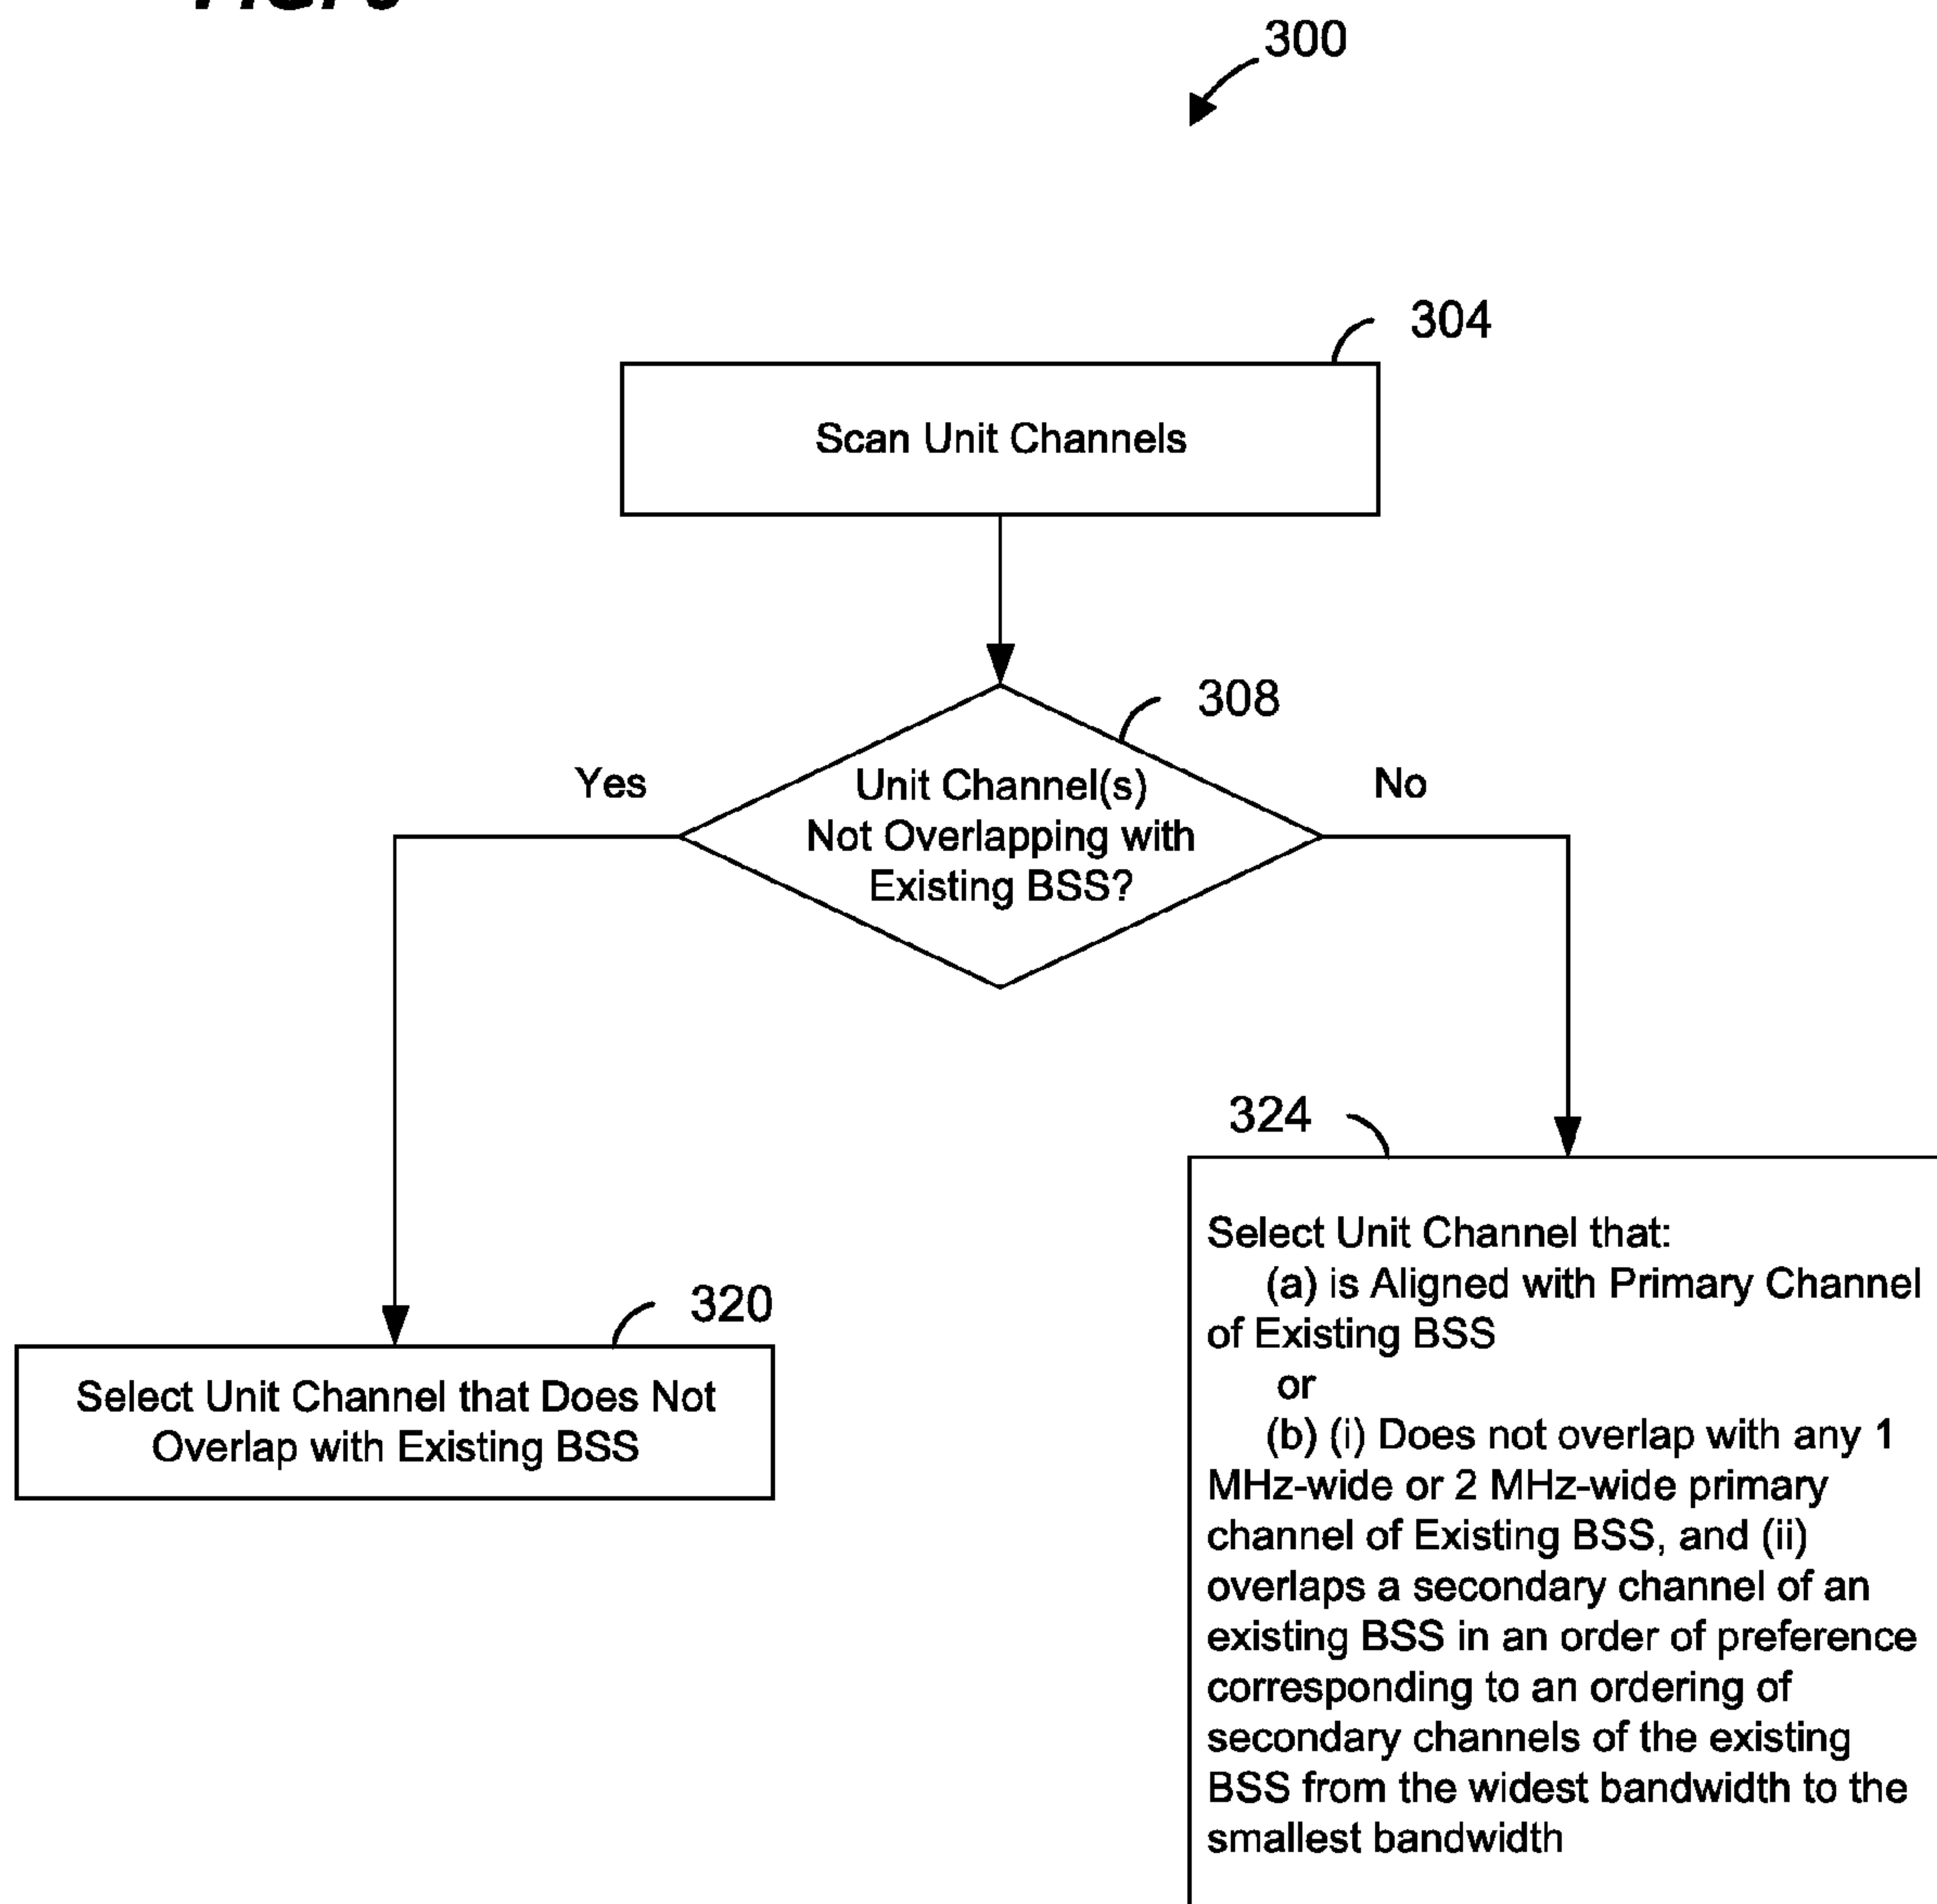 300
304
Scan Unit Channels
308
Yes
Unit Channel(s)
Not Overlapping with
Existing BSS?
No
324
320
Select Unit Channel that Does Not
Overlap with Existing BSS
Select Unit Channel that:
(a) is Aligned with Primary Channel
of Existing BSS
or
(b) (i) Does not overlap with any 1
MHz-wide or 2 MHz-wide primary
channel of Existing BSS, and (ii)
overlaps a secondary channel of an
existing BSS in an order of preference
corresponding to an ordering of
secondary channels of the existing
BSS from the widest bandwidth to the
smallest bandwidth